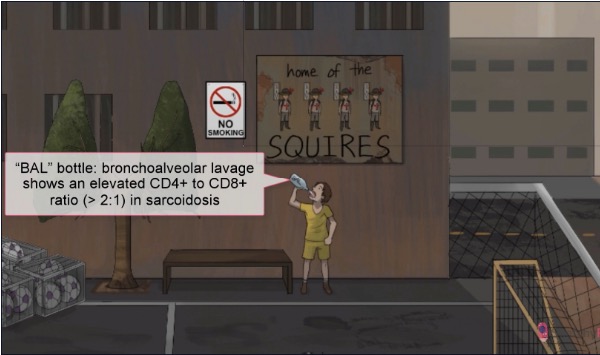 home of the
SQUIRES
NO
SMOKING
“BAL” bottle: bronchoalveolar lavage
shows an elevated CD4+ to CD8+
ratio (> 2:1) in sarcoidosis